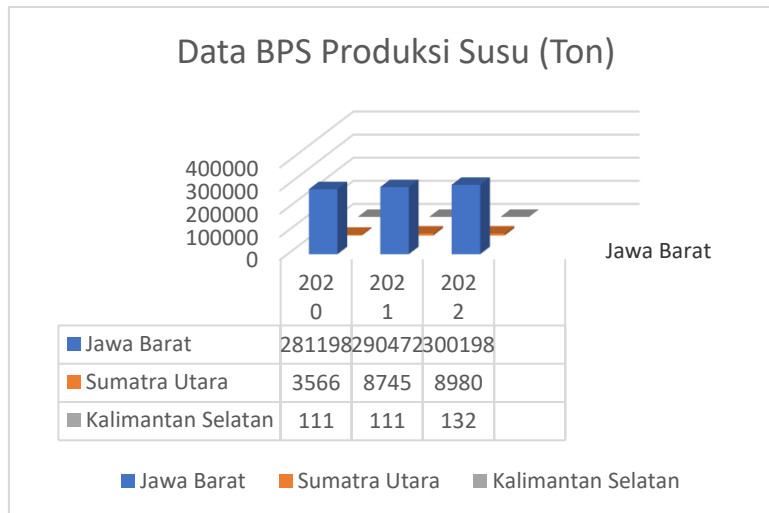 Data BPS Produksi Susu (Ton)
400000
300000
200000
100000
0
Jawa Barat
202 202 202
0 1 2
Jawa Barat 281198 290472 300198
Sumatra Utara 3566 8745 8980
Kalimantan Selatan 111 111 132
Jawa Barat Sumatra Utara Kalimantan Selatan